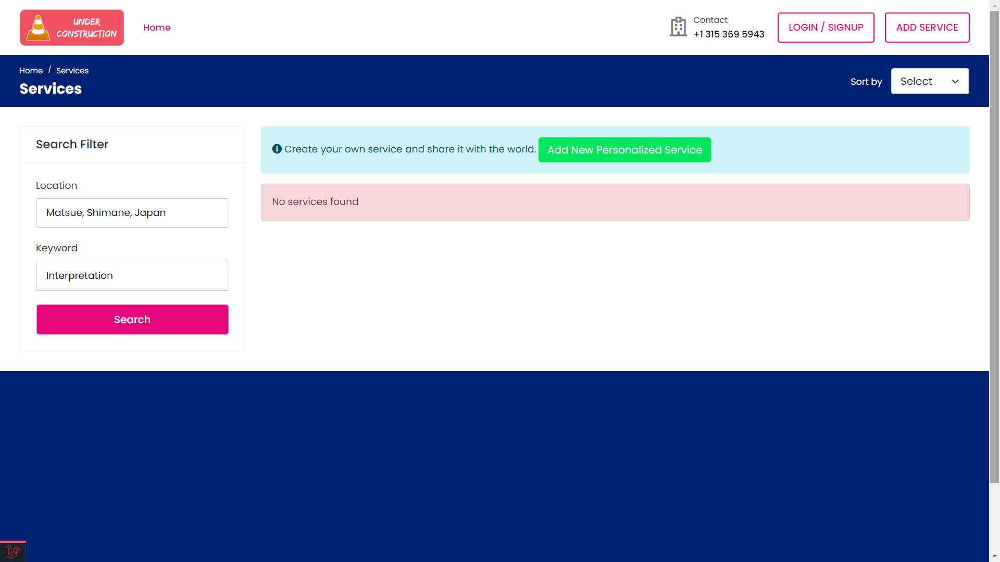 UNDER
CONSTRUCTION
Home
Contact
+1 315 369 5943
LOGIN / SIGNUP
ADD SERVICE
Home / Services
Services
Sort by
Select
Search Filter
Location
Matsue, Shimane, Japan
Keyword
Interpretation
Search
Create your own service and share it with the world.
Add New Personalized Service
No services found